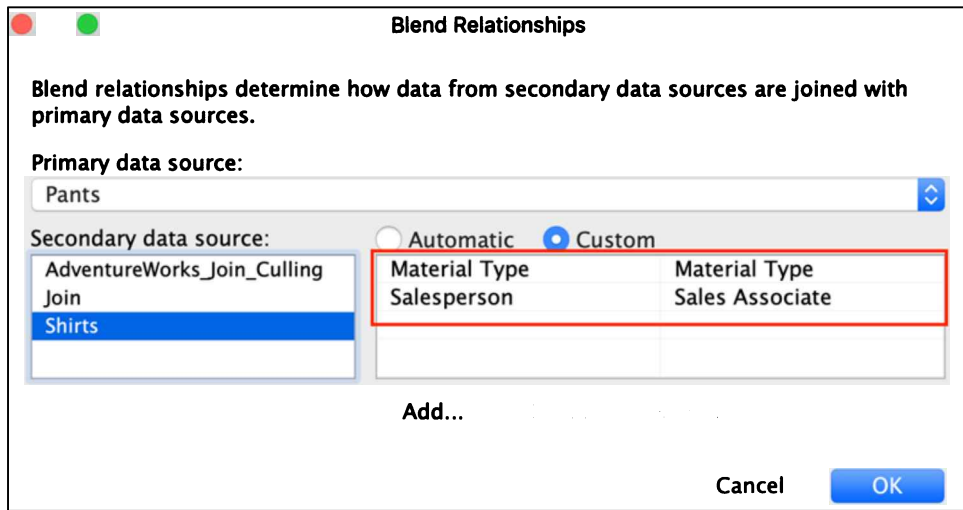 Blend Relationships
Blend relationships determine how data from secondary data sources are joined with
primary data sources.
Primary data source:
Pants
Secondary data source:
Automatic Custom
AdventureWorks_Join_Culling
Join
Shirts
Material Type Material Type
Salesperson Sales Associate
Add...
Cancel OK